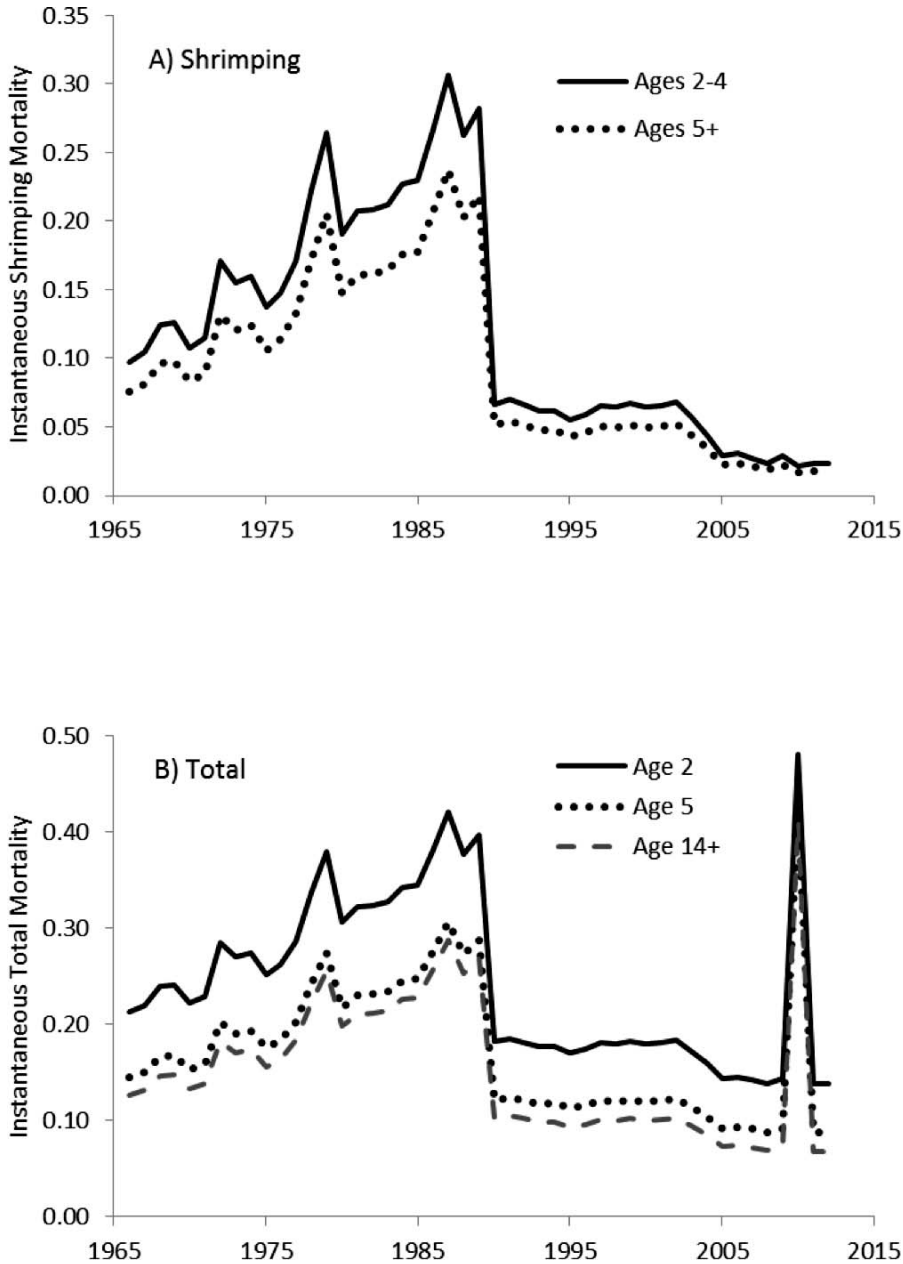 A) Shrimping
Instantaneous Shrimping Mortality
0.35
0.30
0.25
0.20
0.15
0.10
0.05
0.00
Ages 2-4
Ages 5+
1965 1975 1985 1995 2005 2015
B) Total
Instantaneous Total Mortality
0.50
0.40
0.30
0.20
0.10
0.00
Age 2
Age 5
Age 14+
1965 1975 1985 1995 2005 2015